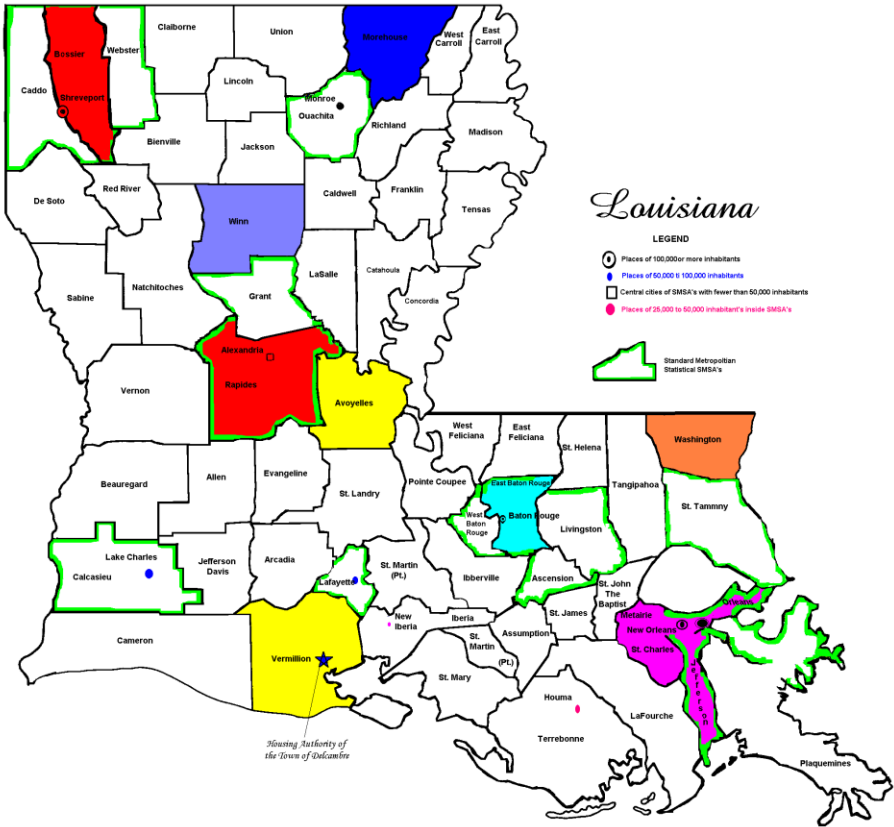 Claiborne
Union
Morehouse
West
Carroll
East
Carroll
Bossier
Webster
Caddo
Shreveport
Lincoln
Monroe
Ouachita
Richland
Madison
Bienville
Jackson
De Soto
Red River
Caldwell
Franklin
Tensas
Winn
Louisiana
LEGEND
Places of 100,000or more inhabitants
Places of 50,000 ti 100,000 inhabitants
Central cities of SMSA's with fewer than 50,000 inhabitants
Places of 25,000 to 50,000 inhabitant's inside SMSA's
Standard Metropoltian
Statistical SMSA's
Sabine
Natchitoches
Grant
LaSalle
Catahoula
Concordia
Alexandria
Rapides
Vernon
Avoyelles
West
Feliciana
East
Feliciana
St. Helena
Washington
Beauregard
Allen
Evangeline
St. Landry
Pointe Coupee
East Baton Rouge
Tangipahoa
St. Tammny
West
Baton
Rouge
Baton Rouge
Livingston
Lake Charles
Calcasieu
Jefferson
Davis
Arcadia
Lafayette
St. Martin
(Pt.)
Ibberville
Ascension
St. John
The
Baptist
St. James
Orleans
Metairie
New Orleans
St. Charles
Jefferson
Cameron
Vermillion
New
Iberia
Iberia
St.
Martin
(Pt.)
Assumption
St. Mary
Houma
Terrebonne
LaFourche
Plaquemines
Housing Authority of
the Town of Delcambre